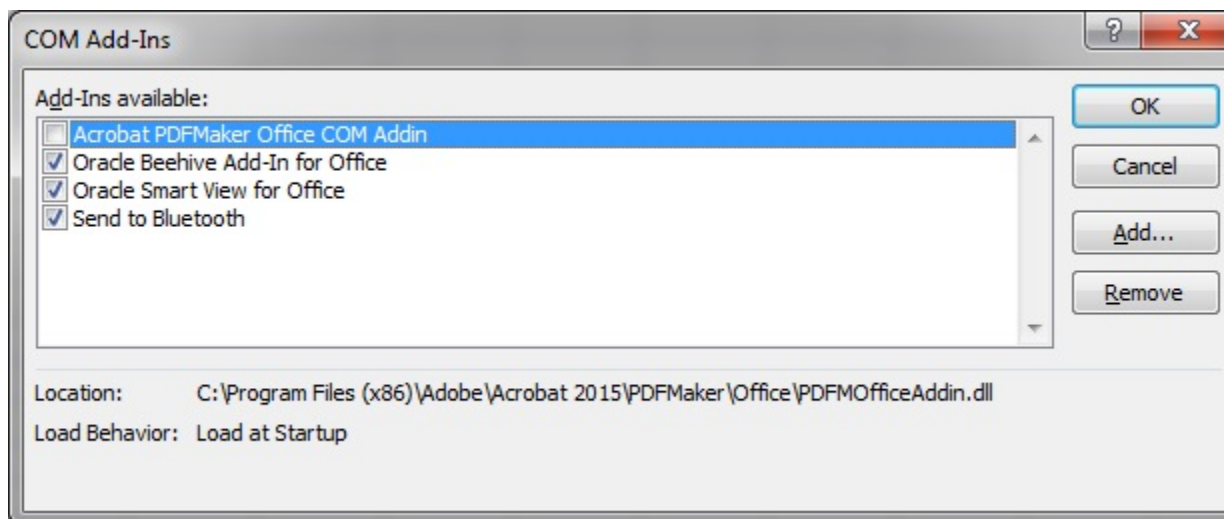 COM Add-Ins
Add-Ins available:
Acrobat PDFMaker Office COM Addin
Oracle Beehive Add-In for Office
Oracle Smart View for Office
Send to Bluetooth
OK
Cancel
Add...
Remove
Location: C:\Program Files (x86)\Adobe\Acrobat 2015\PDFMaker\Office\PDFMOfficeAddin.dll
Load Behavior: Load at Startup